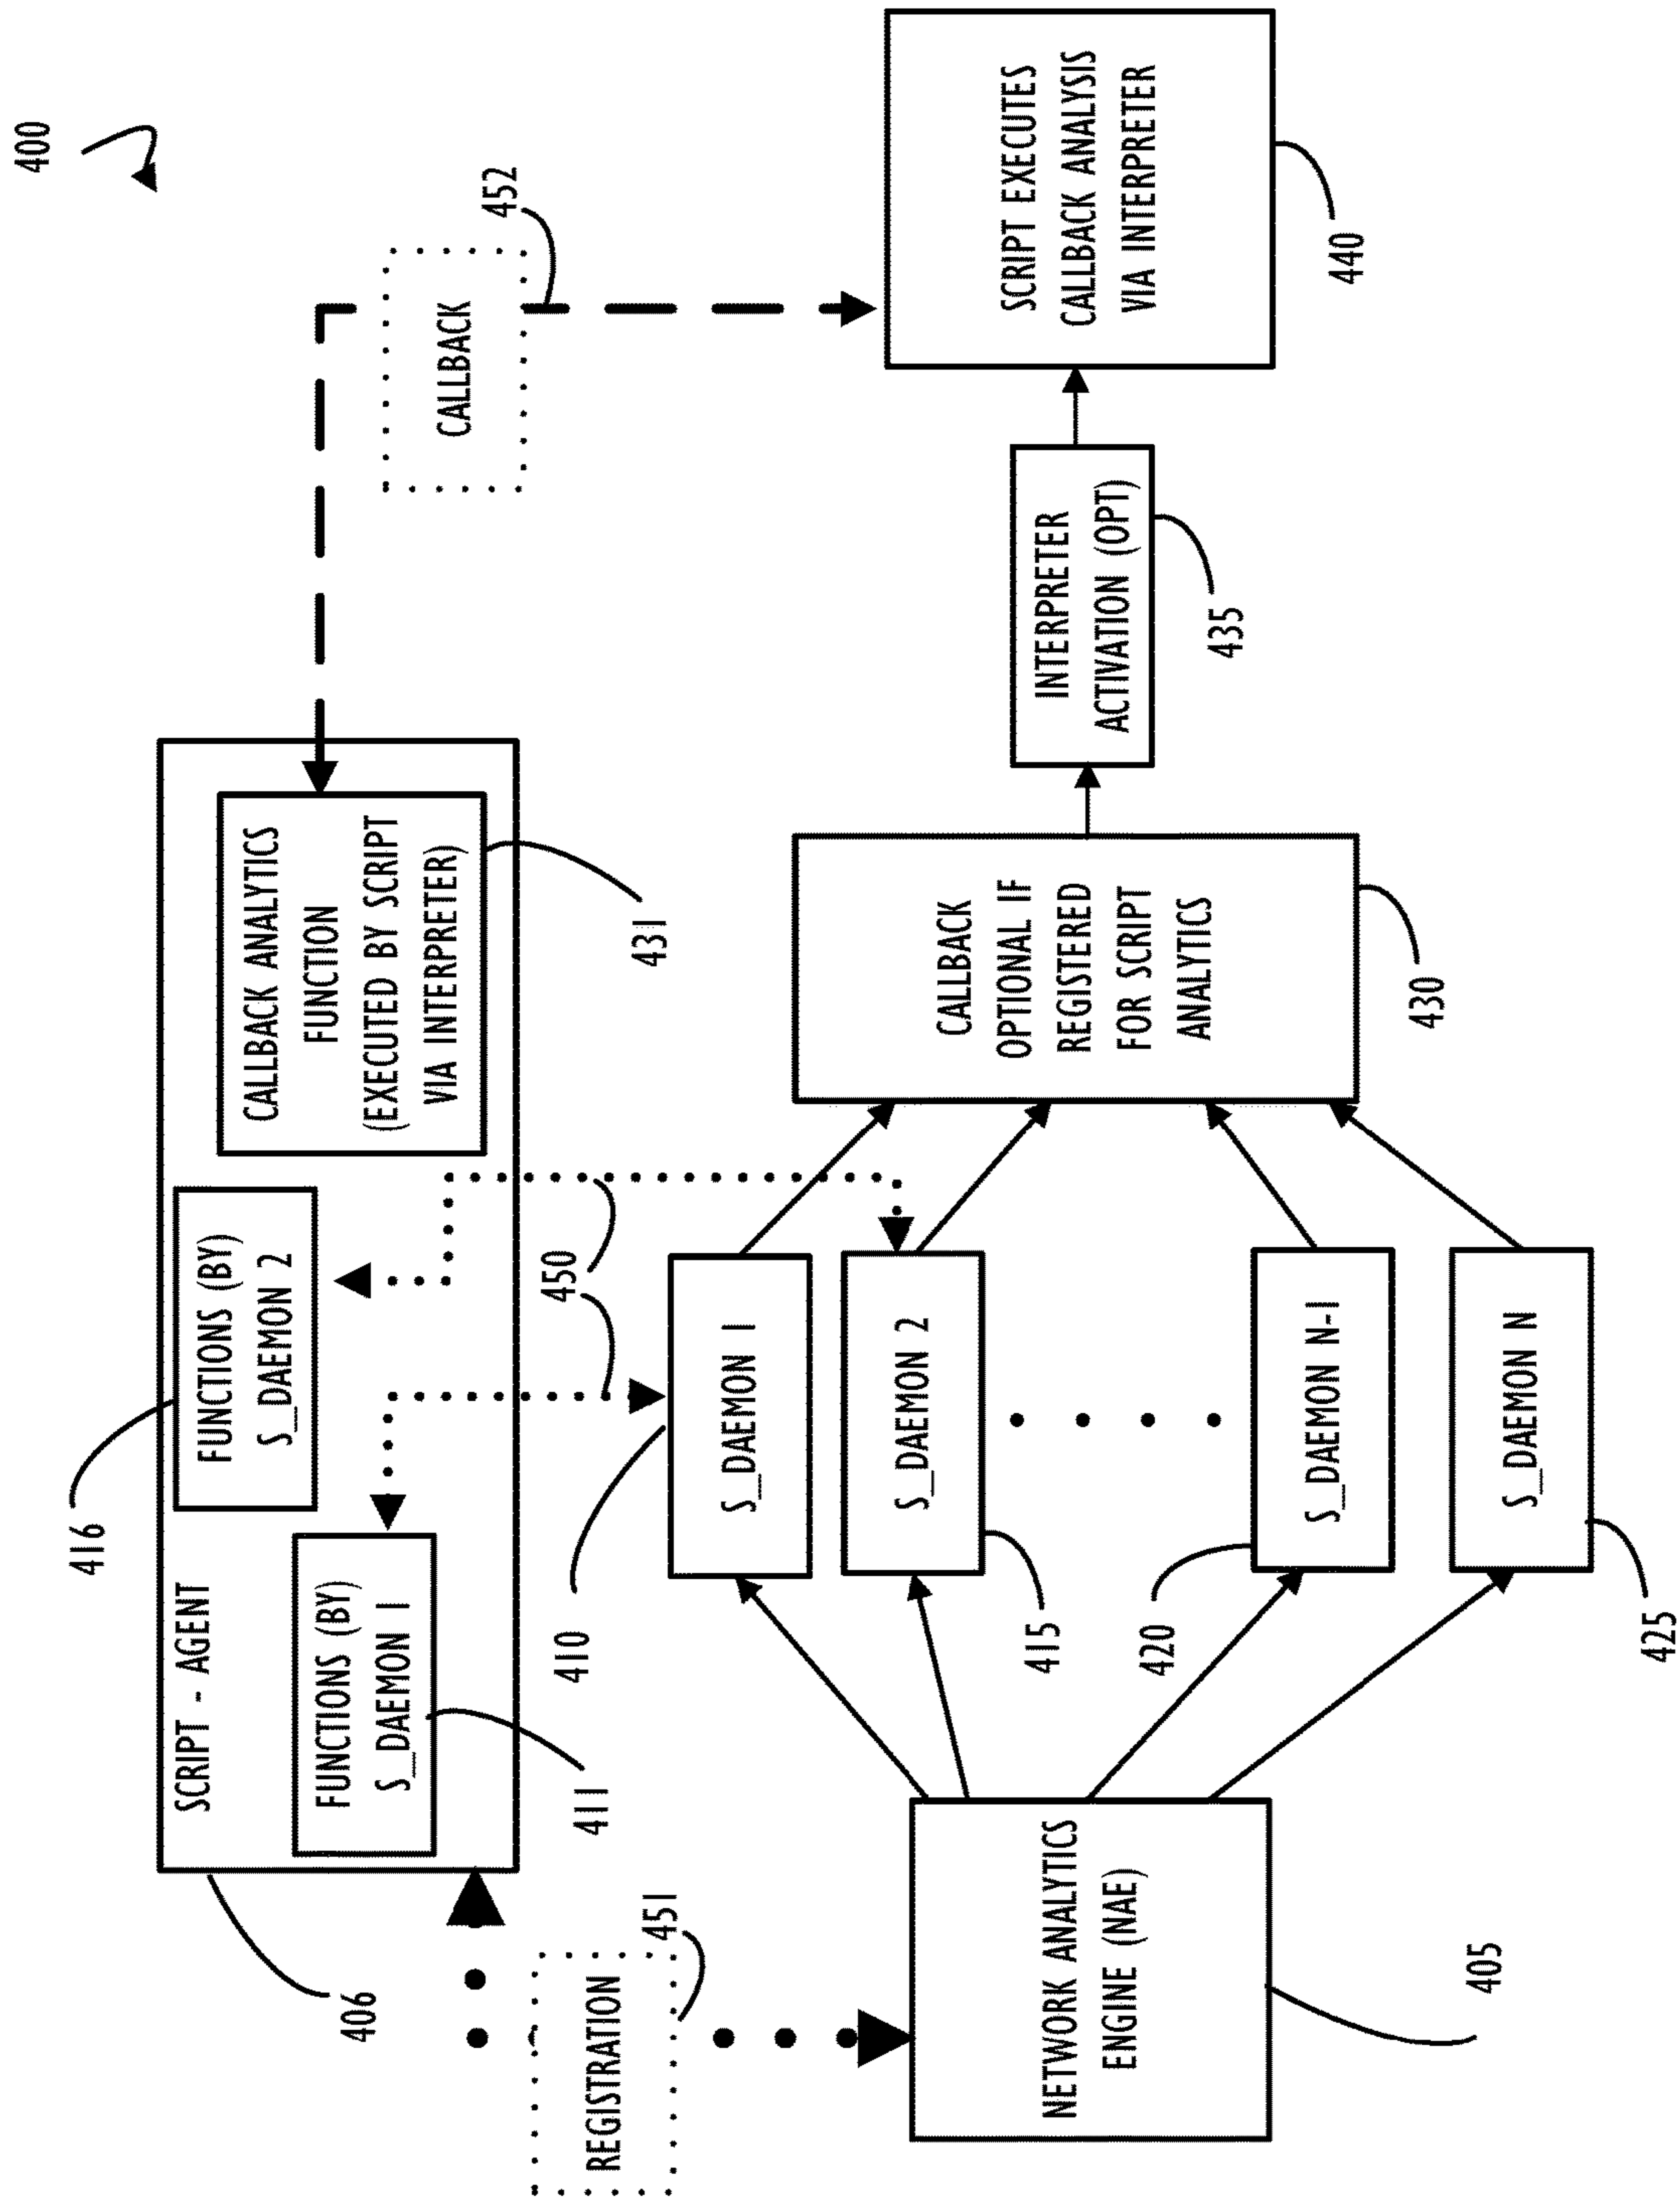 400
SCRIPT - AGENT
406
FUNCTIONS (BY)
S_DAEMON 1
411
FUNCTIONS (BY)
S_DAEMON 2
416
CALLBACK ANALYTICS
FUNCTION
(EXECUTED BY SCRIPT
VIA INTERPRETER)
431
CALLBACK
452
REGISTRATION
451
450
NETWORK ANALYTICS
ENGINE (NAE)
405
S_DAEMON 1
410
S_DAEMON 2
415
S_DAEMON N-1
420
S_DAEMON N
425
CALLBACK
OPTIONAL IF
REGISTERED
FOR SCRIPT
ANALYTICS
430
INTERPRETER
ACTIVATION (OPT)
435
SCRIPT EXECUTES
CALLBACK ANALYSIS
VIA INTERPRETER
440